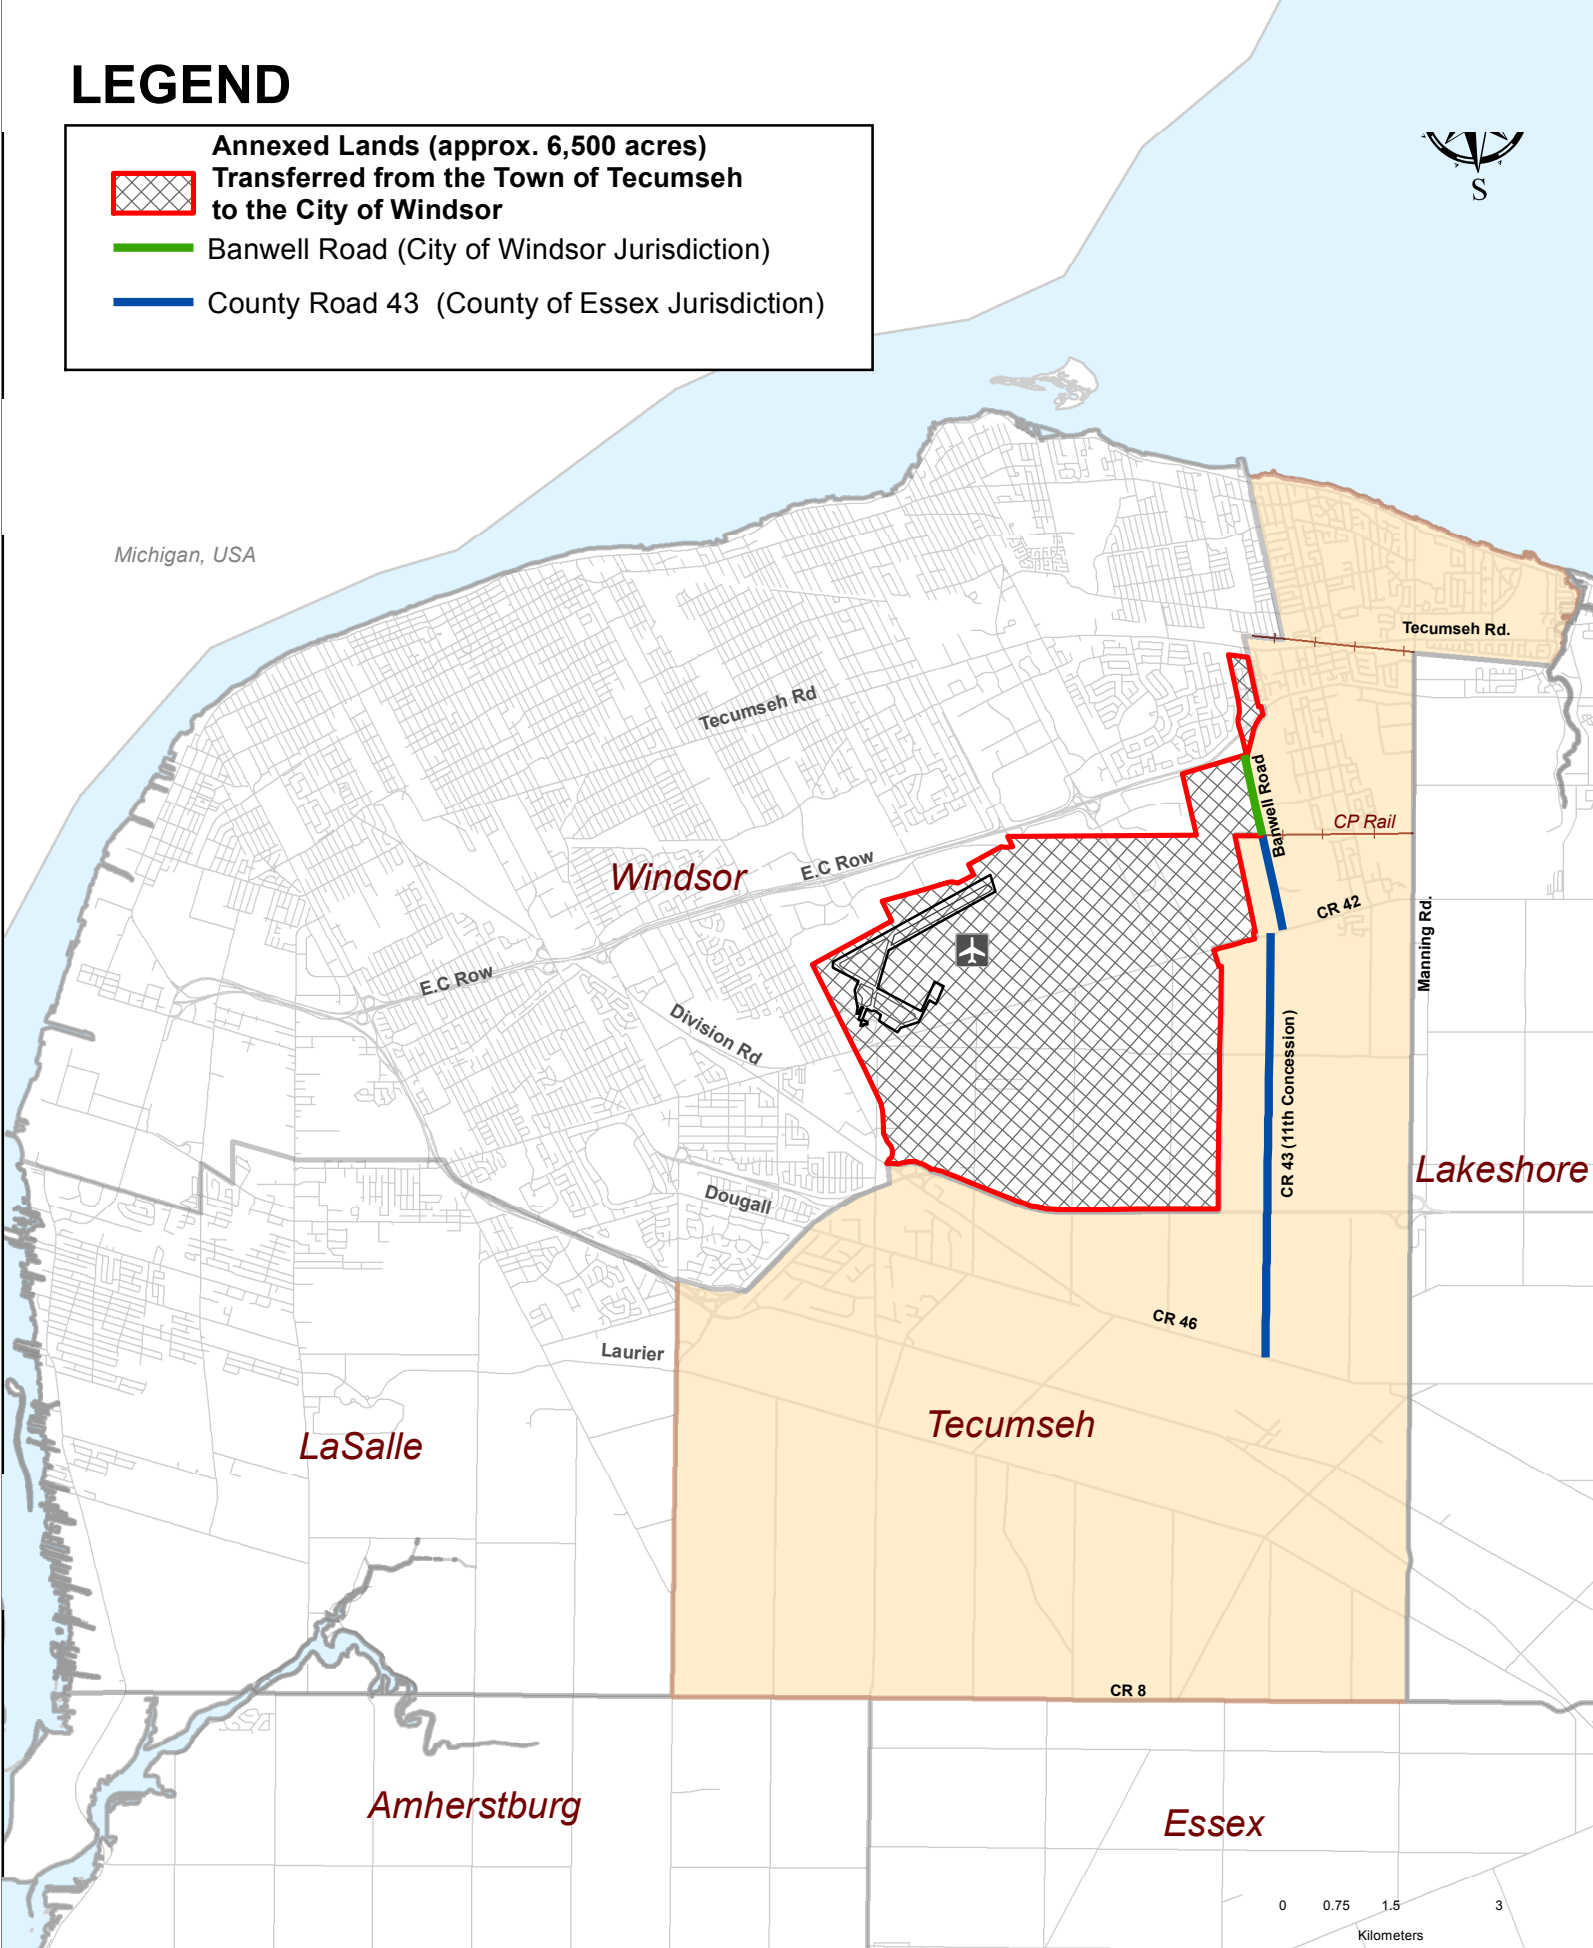 LEGEND
Annexed Lands (approx. 6,500 acres)
Transferred from the Town of Tecumseh
to the City of Windsor
Banwell Road (City of Windsor Jurisdiction)
County Road 43 (County of Essex Jurisdiction)
S
Michigan, USA
Tecumseh Rd.
Tecumseh Rd
Banwell Road
CP Rail
Windsor
E.C Row
CR 42
Manning Rd.
E.C Row
Division Rd
CR 43 (11th Concession)
Lakeshore
Dougall
CR 46
Laurier
Tecumseh
LaSalle
CR 8
Amherstburg
Essex
0 0.75 1.5 3
Kilometers